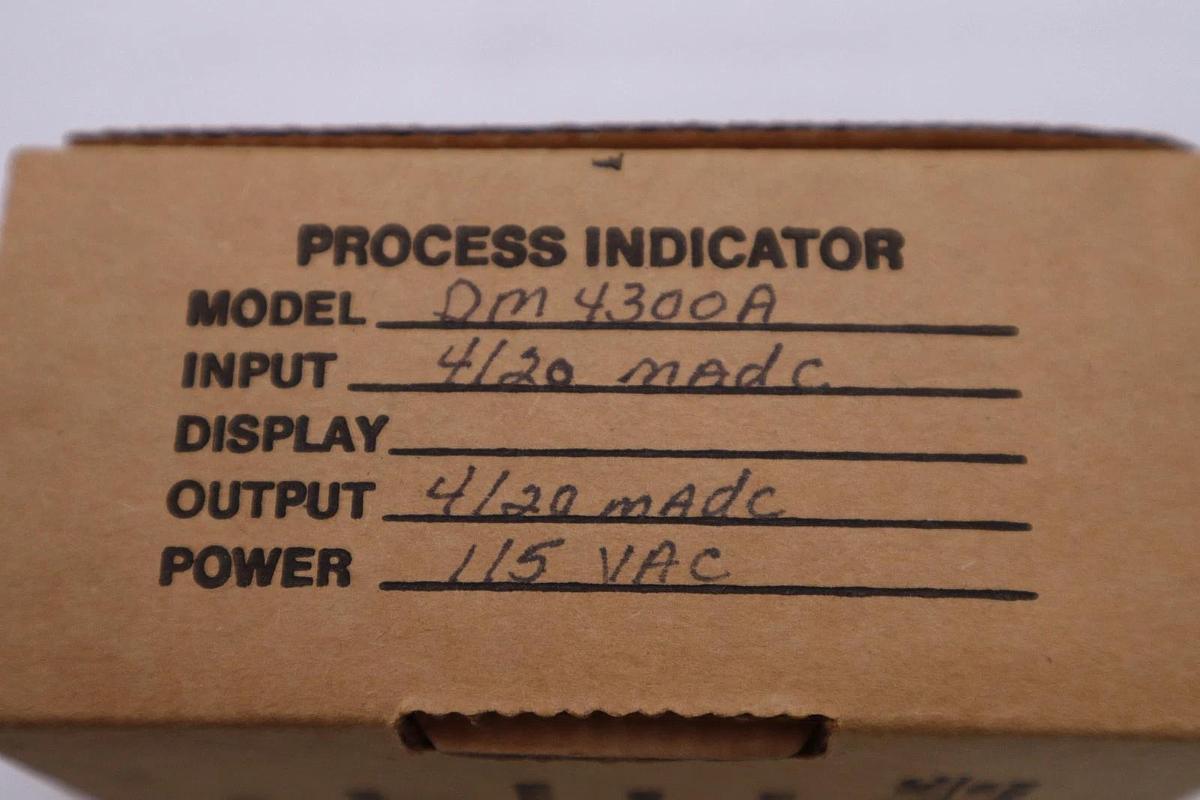 PROCESS INDICATOR
MODEL DM 4300A
INPUT 4/20 mAdC
DISPLAY
OUTPUT 4/20 mAdC
POWER 115 VAC